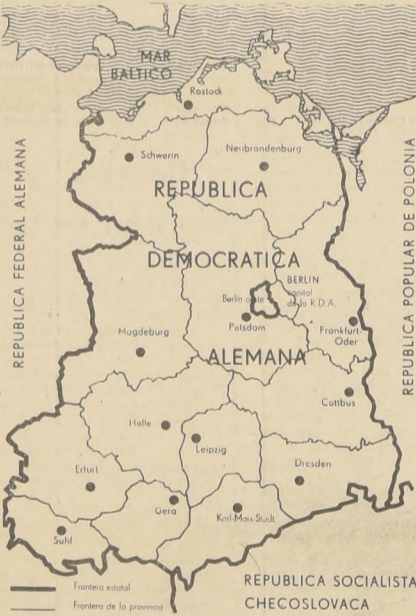 MAR
BALTICO
Rostock
Schwerin
Neubrandenburg
REPUBLICA FEDERAL ALEMANA
REPUBLICA
REPUBLICA POPULAR DE POLONIA
DEMOCRATICA
BERLIN
capital
de la R.D.A.
Berlín oeste
Potsdam
Frankfurt-
Oder
Magdeburg
ALEMANA
Cottbus
Halle
Leipzig
Erfurt
Dresden
Gera
Karl-Marx-Stadt
Suhl
Frontera estatal
Frontera de la provincia
REPUBLICA SOCIALISTA
CHECOSLOVACA